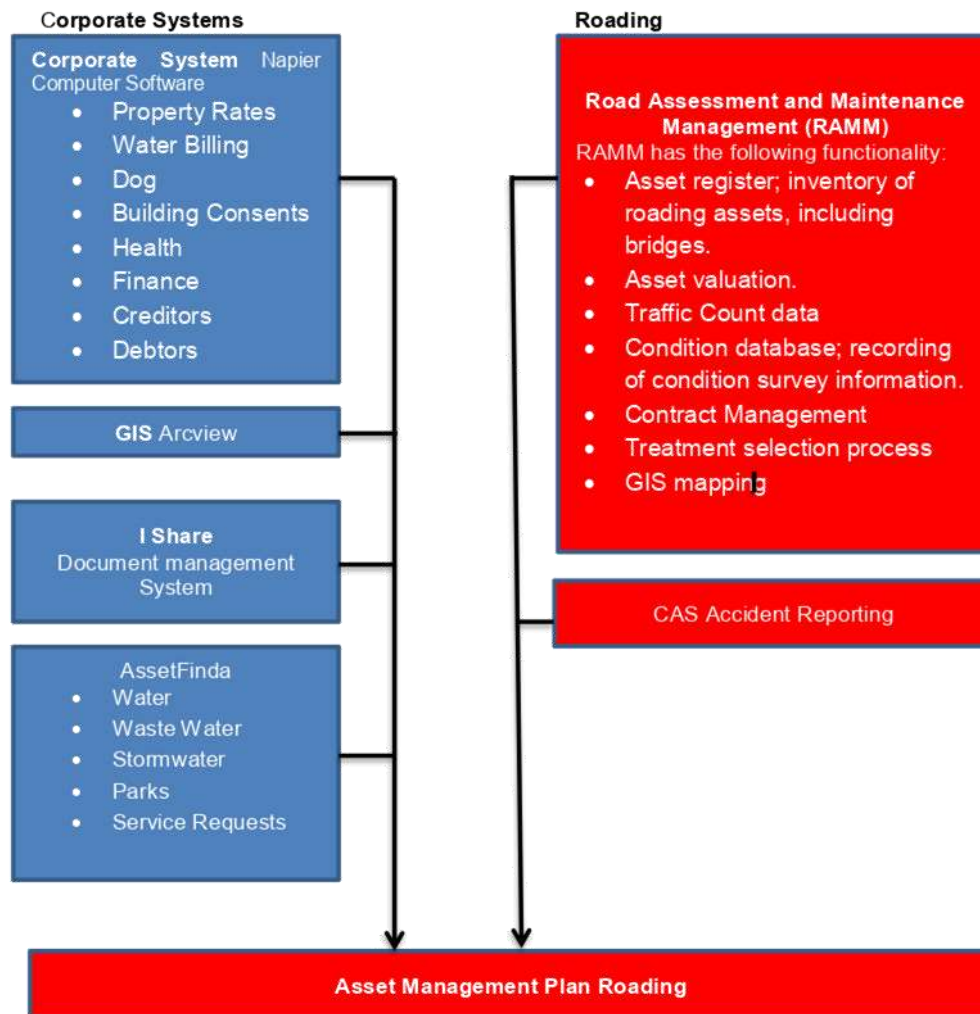 Corporate Systems
Corporate System Napier
Computer Software
• Property Rates
• Water Billing
• Dog
• Building Consents
• Health
• Finance
• Creditors
• Debtors
GIS Arcview
I Share
Document management
System
AssetFinda
• Water
• Waste Water
• Stormwater
• Parks
• Service Requests
Roading
Road Assessment and Maintenance
Management (RAMM)
RAMM has the following functionality:
• Asset register; inventory of
roading assets, including
bridges.
• Asset valuation.
• Traffic Count data
• Condition database; recording
of condition survey information.
• Contract Management
• Treatment selection process
• GIS mapping
CAS Accident Reporting
Asset Management Plan Roading